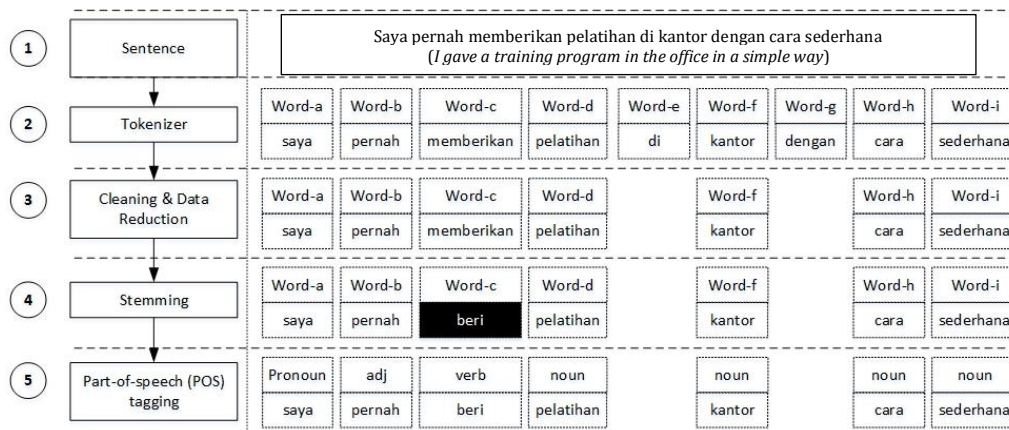 1
Sentence
Saya pernah memberikan pelatihan di kantor dengan cara sederhana
(I gave a training program in the office in a simple way)
2
Tokenizer
Word-a Word-b Word-c Word-d Word-e Word-f Word-g Word-h Word-i
saya pernah memberikan pelatihan di kantor dengan cara sederhana
3
Cleaning & Data
Reduction
Word-a Word-b Word-c Word-d Word-f Word-h Word-i
saya pernah memberikan pelatihan kantor cara sederhana
4
Stemming
Word-a Word-b Word-c Word-d Word-f Word-h Word-i
saya pernah beri pelatihan kantor cara sederhana
5
Part-of-speech (POS)
tagging
Pronoun adj verb noun noun noun noun
saya pernah beri pelatihan kantor cara sederhana